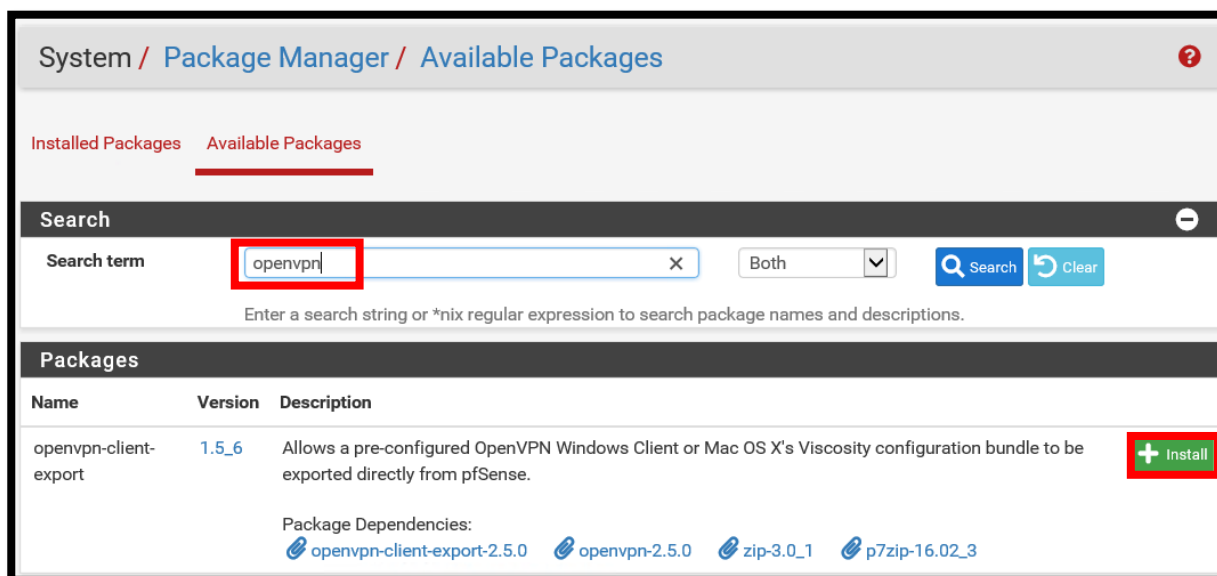 System / Package Manager / Available Packages
Installed Packages Available Packages
Search
Search term openvpn Both Search Clear
Enter a search string or *nix regular expression to search package names and descriptions.
Packages
Name Version Description
openvpn-client- 1.5_6 Allows a pre-configured OpenVPN Windows Client or Mac OS X's Viscosity configuration bundle to be Install
export exported directly from pfSense.
Package Dependencies:
openvpn-client-export-2.5.0 openvpn-2.5.0 zip-3.0_1 p7zip-16.02_3